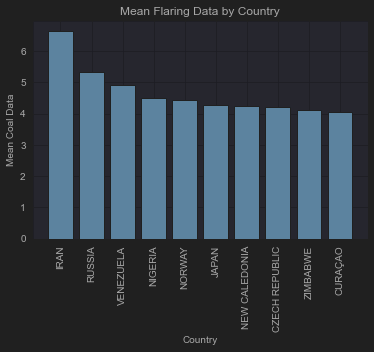 Mean Flaring Data by Country
Mean Coal Data
6
5
4
3
2
1
0
IRAN
RUSSIA
VENEZUELA
NIGERIA
NORWAY
JAPAN
NEW CALEDONIA
CZECH REPUBLIC
ZIMBABWE
CURAÇAO
Country